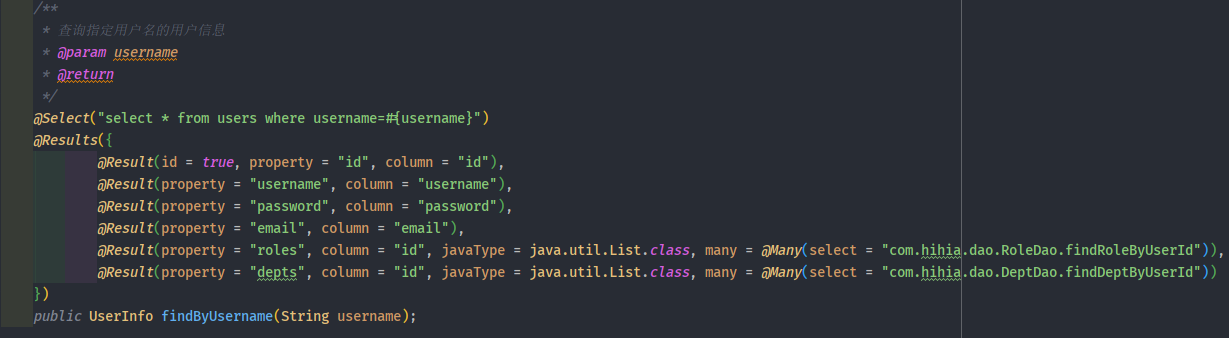 /**
 * 查询指定用户名的用户信息
 * @param username
 * @return
 */
@Select("select * from users where username=#{username}")
@Results({
        @Result(id = true, property = "id", column = "id"),
        @Result(property = "username", column = "username"),
        @Result(property = "password", column = "password"),
        @Result(property = "email", column = "email"),
        @Result(property = "roles", column = "id", javaType = java.util.List.class, many = @Many(select = "com.hihia.dao.RoleDao.findRoleByUserId")),
        @Result(property = "depts", column = "id", javaType = java.util.List.class, many = @Many(select = "com.hihia.dao.DeptDao.findDeptByUserId"))
})
public UserInfo findByUsername(String username);